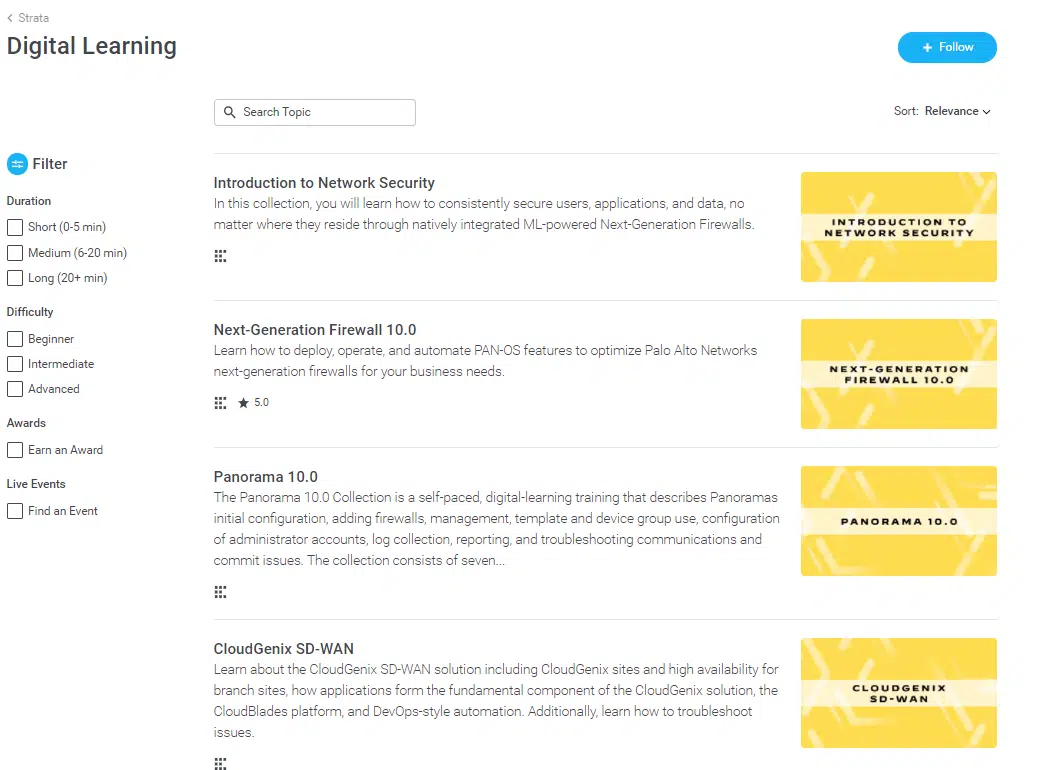 Strata
Digital Learning
Follow
Search Topic
Sort: Relevance
Filter
Duration
Short (0-5 min)
Medium (6-20 min)
Long (20+ min)
Difficulty
Beginner
Intermediate
Advanced
Awards
Earn an Award
Live Events
Find an Event
Introduction to Network Security
In this collection, you will learn how to consistently secure users, applications, and data, no
matter where they reside through natively integrated ML-powered Next-Generation Firewalls.
INTRODUCTION TO
NETWORK SECURITY
Next-Generation Firewall 10.0
Learn how to deploy, operate, and automate PAN-OS features to optimize Palo Alto Networks
next-generation firewalls for your business needs.
5.0
NEXT-GENERATION
FIREWALL 10.0
Panorama 10.0
The Panorama 10.0 Collection is a self-paced, digital-learning training that describes Panoramas
initial configuration, adding firewalls, management, template and device group use, configuration
of administrator accounts, log collection, reporting, and troubleshooting communications and
commit issues. The collection consists of seven...
PANORAMA 10.0
CloudGenix SD-WAN
Learn about the CloudGenix SD-WAN solution including CloudGenix sites and high availability for
branch sites, how applications form the fundamental component of the CloudGenix solution, the
CloudBlades platform, and DevOps-style automation. Additionally, learn how to troubleshoot
issues.
CLOUDGENIX
SD-WAN